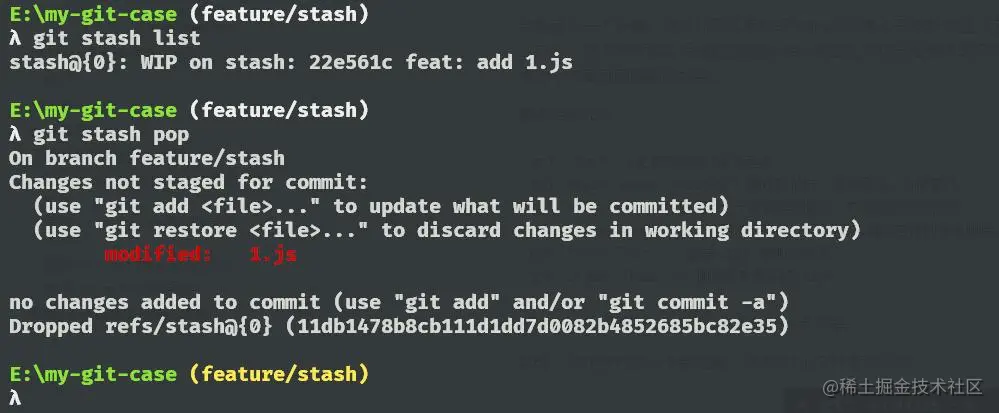 E:\my-git-case (feature/stash)
λ git stash list
stash@{0}: WIP on stash: 22e561c feat: add 1.js
E:\my-git-case (feature/stash)
λ git stash pop
On branch feature/stash
Changes not staged for commit:
  (use "git add <file>..." to update what will be committed)
  (use "git restore <file>..." to discard changes in working directory)
        modified:   1.js
no changes added to commit (use "git add" and/or "git commit -a")
Dropped refs/stash@{0} (11db1478b8cb111d1dd7d0082b4852685bc82e35)
E:\my-git-case (feature/stash)
λ
@稀土掘金技术社区